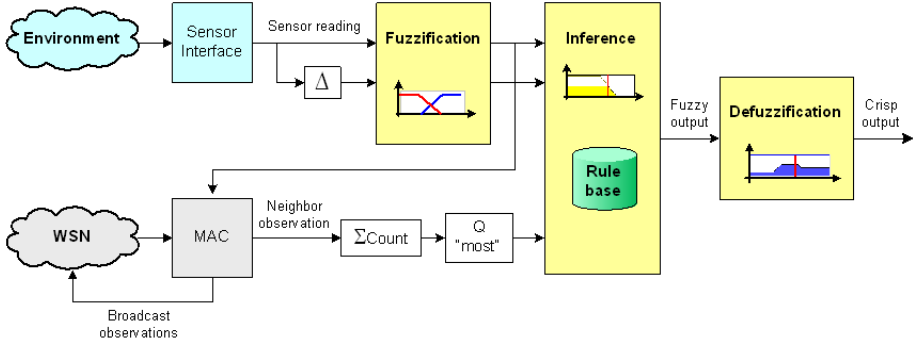 Environment
Sensor
Interface
Sensor reading
Δ
Fuzzification
Inference
Rule
base
Fuzzy
output
Defuzzification
Crisp
output
WSN
MAC
Neighbor
observation
ΣCount
Q
"most"
Broadcast
observations